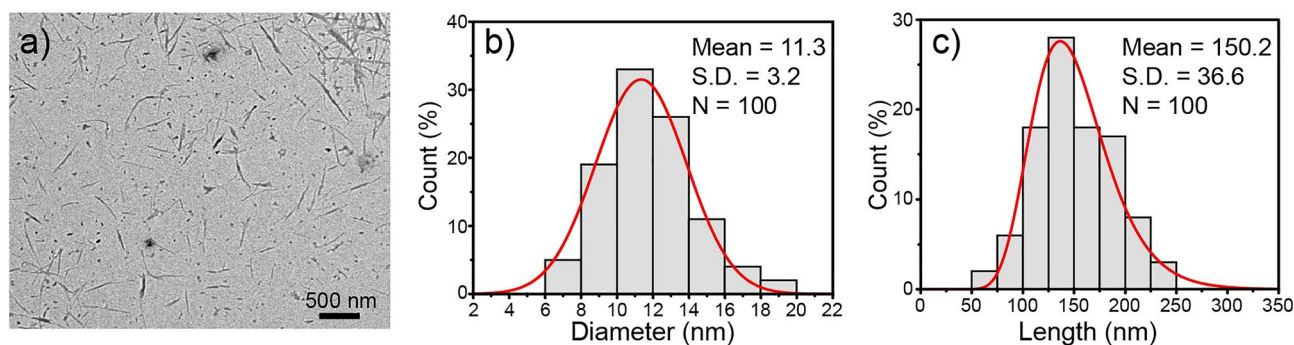 a)
500 nm
b)
Mean = 11.3
S.D. = 3.2
N = 100
Count (%)
40
30
20
10
0
2 4 6 8 10 12 14 16 18 20 22
Diameter (nm)
c)
Mean = 150.2
S.D. = 36.6
N = 100
Count (%)
30
20
10
0
0 50 100 150 200 250 300 350
Length (nm)